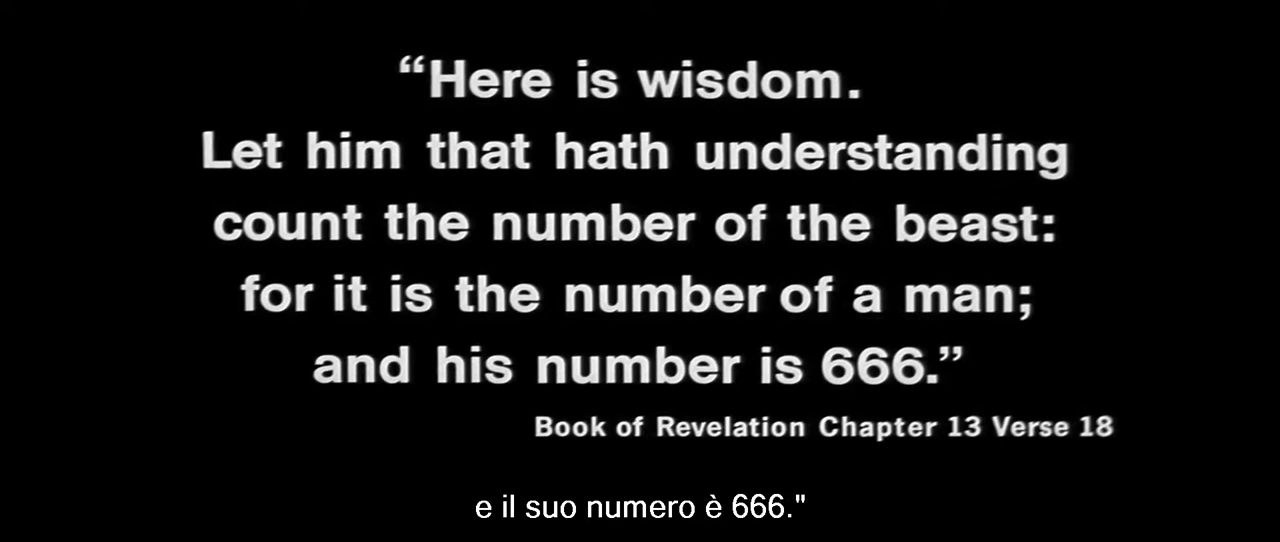 “Here is wisdom.
Let him that hath understanding
count the number of the beast:
for it is the number of a man;
and his number is 666.”
Book of Revelation Chapter 13 Verse 18
e il suo numero è 666."